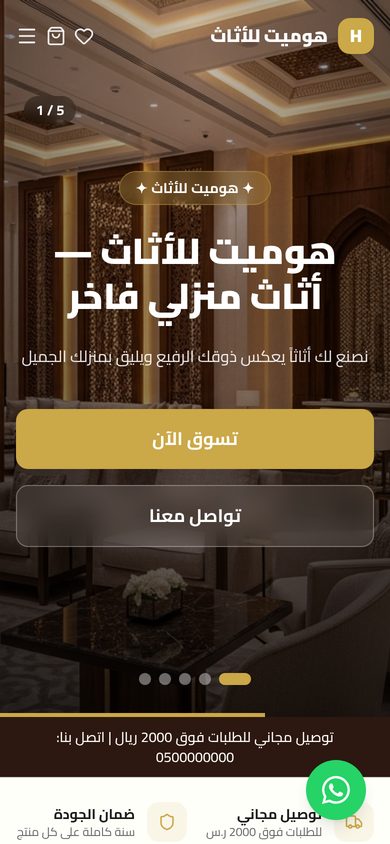 H
هوميت للأثاث
1 / 5
✦ هوميت للأثاث ✦
هوميت للأثاث —
أثاث منزلي فاخر
نصنع لك أثاثاً يعكس ذوقك الرفيع ويليق بمنزلك الجميل
تسوق الآن
تواصل معنا
توصيل مجاني للطلبات فوق 2000 ريال | اتصل بنا:
0500000000
توصيل مجاني
للطلبات فوق 2000 ر.س
ضمان الجودة
سنة كاملة على كل منتج